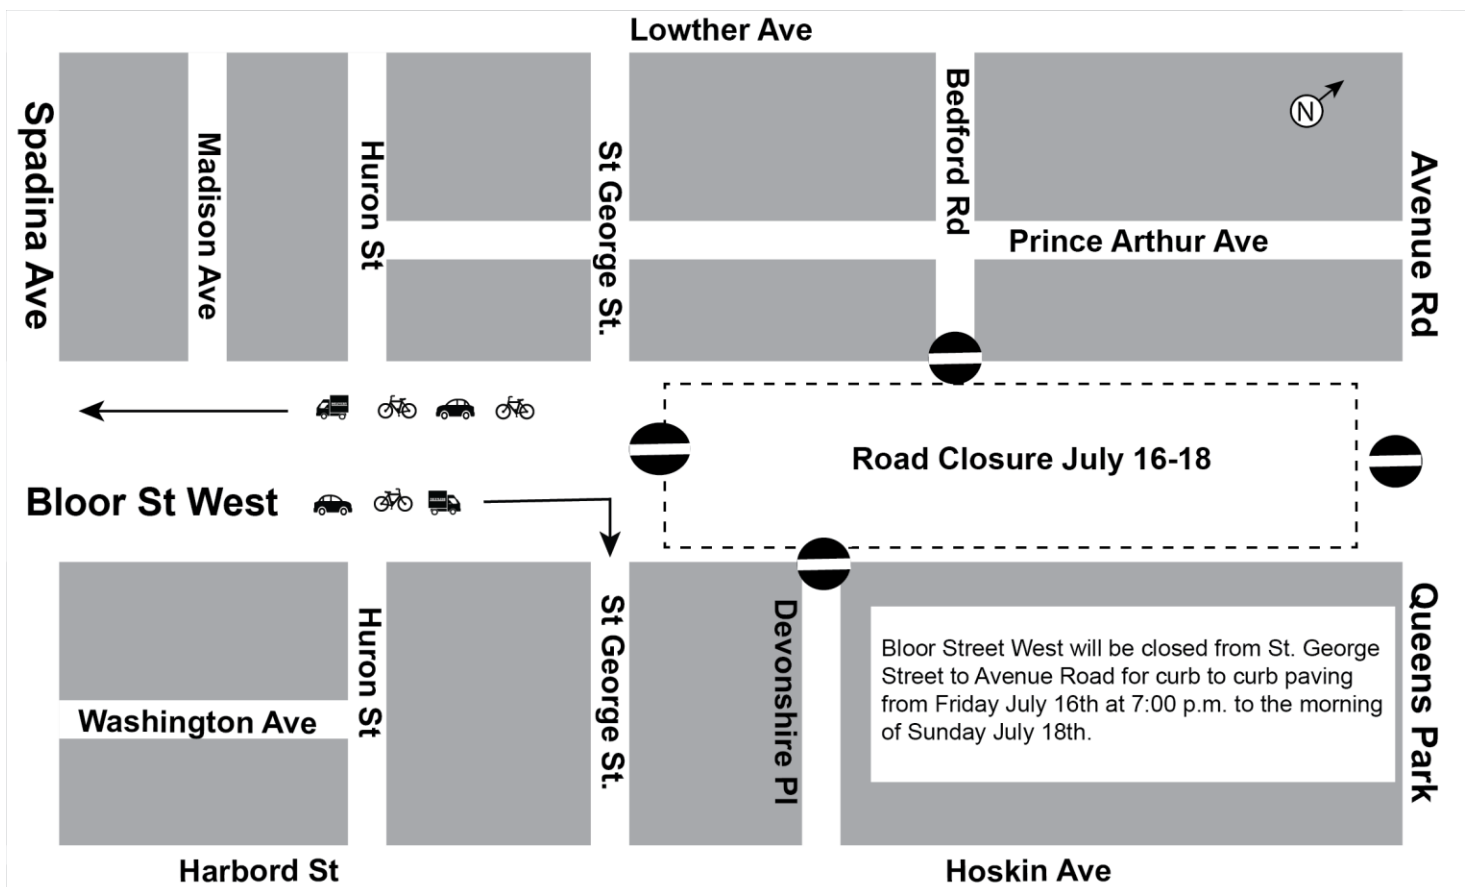 Lowther Ave
Spadina Ave
Madison Ave
Huron St
St George St.
Bedford Rd
N
Avenue Rd
Prince Arthur Ave
Road Closure July 16-18
Bloor St West
Huron St
St George St.
Devonshire Pl
Queens Park
Bloor Street West will be closed from St. George
Street to Avenue Road for curb to curb paving
from Friday July 16th at 7:00 p.m. to the morning
of Sunday July 18th.
Washington Ave
Harbord St
Hoskin Ave